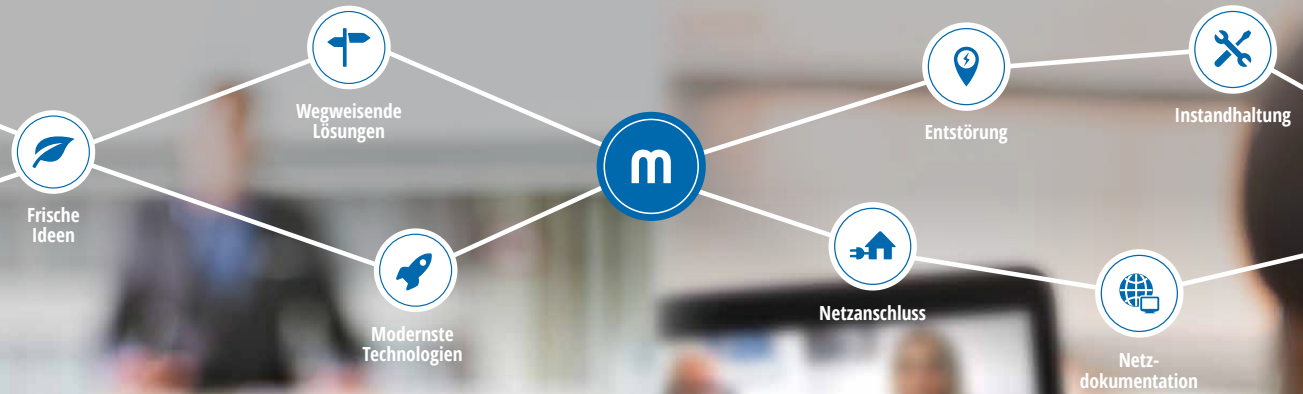 Wegweisende
Lösungen
Frische
Ideen
Modernste
Technologien
m
Entstörung
Instandhaltung
Netzanschluss
Netz-
dokumentation